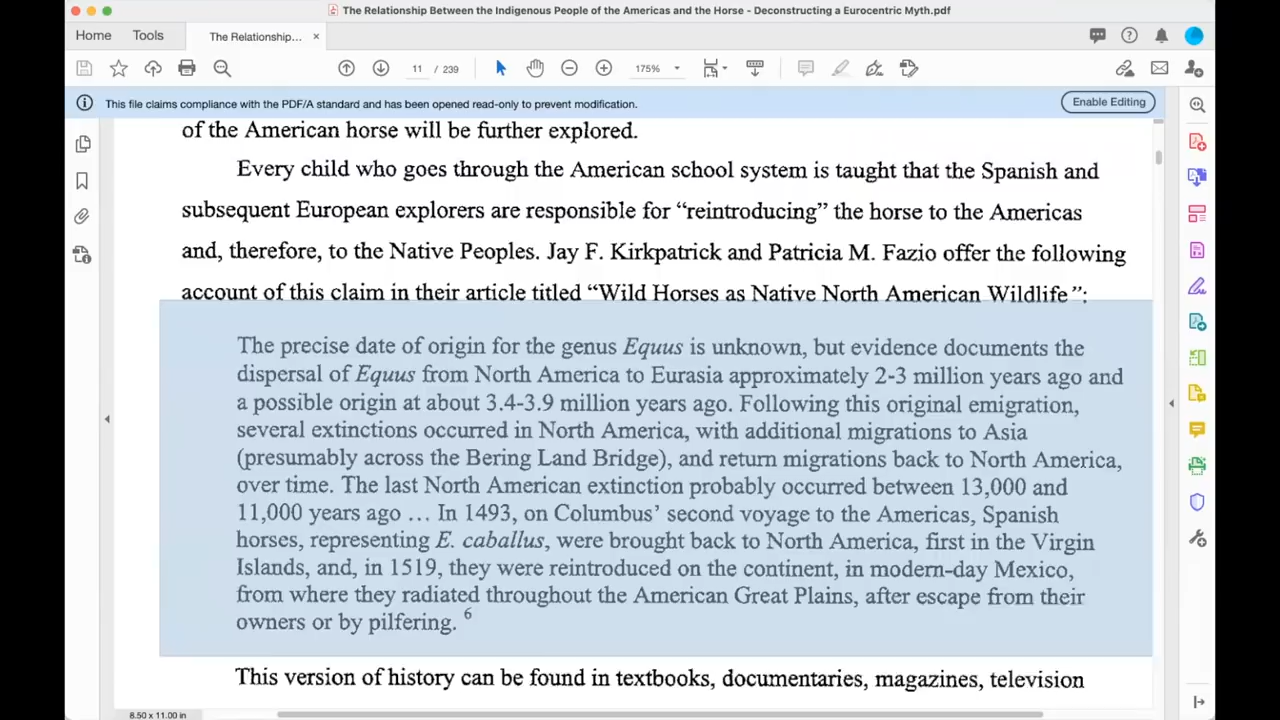 The Relationship Between the Indigenous People of the Americas and the Horse - Deconstructing a Eurocentric Myth.pdf
Home Tools The Relationship... ×
11 / 239 175%
This file claims compliance with the PDF/A standard and has been opened read-only to prevent modification. Enable Editing
of the American horse will be further explored.
Every child who goes through the American school system is taught that the Spanish and
subsequent European explorers are responsible for “reintroducing” the horse to the Americas
and, therefore, to the Native Peoples. Jay F. Kirkpatrick and Patricia M. Fazio offer the following
account of this claim in their article titled “Wild Horses as Native North American Wildlife”:
The precise date of origin for the genus Equus is unknown, but evidence documents the
dispersal of Equus from North America to Eurasia approximately 2-3 million years ago and
a possible origin at about 3.4-3.9 million years ago. Following this original emigration,
several extinctions occurred in North America, with additional migrations to Asia
(presumably across the Bering Land Bridge), and return migrations back to North America,
over time. The last North American extinction probably occurred between 13,000 and
11,000 years ago … In 1493, on Columbus’ second voyage to the Americas, Spanish
horses, representing E. caballus, were brought back to North America, first in the Virgin
Islands, and, in 1519, they were reintroduced on the continent, in modern-day Mexico,
from where they radiated throughout the American Great Plains, after escape from their
owners or by pilfering. 6
This version of history can be found in textbooks, documentaries, magazines, television
8.50 x 11.00 in